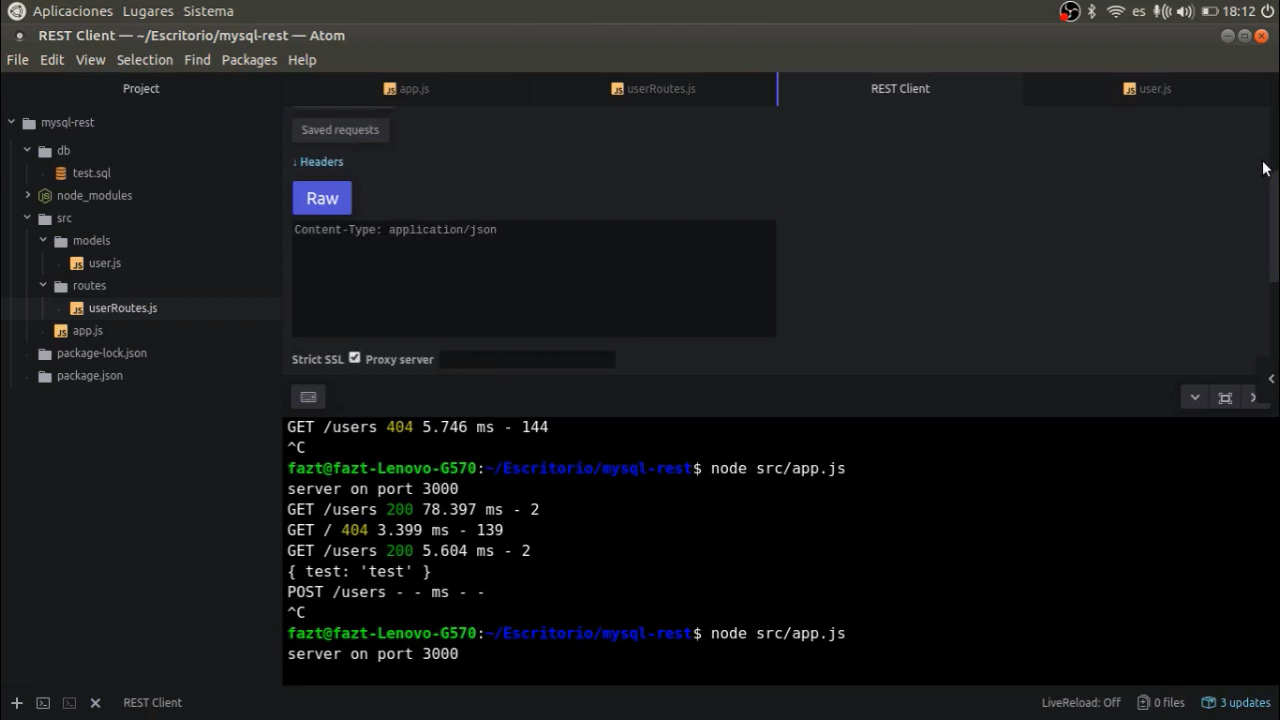 Aplicaciones Lugares Sistema es 18:12
REST Client — ~/Escritorio/mysql-rest — Atom
File Edit View Selection Find Packages Help
Project
app.js userRoutes.js REST Client user.js
mysql-rest
db
test.sql
node_modules
src
models
user.js
routes
userRoutes.js
app.js
package-lock.json
package.json
Saved requests
↓ Headers
Raw
Content-Type: application/json
Strict SSL Proxy server
GET /users 404 5.746 ms - 144
^C
fazt@fazt-Lenovo-G570:~/Escritorio/mysql-rest$ node src/app.js
server on port 3000
GET /users 200 78.397 ms - 2
GET / 404 3.399 ms - 139
GET /users 200 5.604 ms - 2
{ test: 'test' }
POST /users - - ms - -
^C
fazt@fazt-Lenovo-G570:~/Escritorio/mysql-rest$ node src/app.js
server on port 3000
REST Client LiveReload: Off 0 files 3 updates